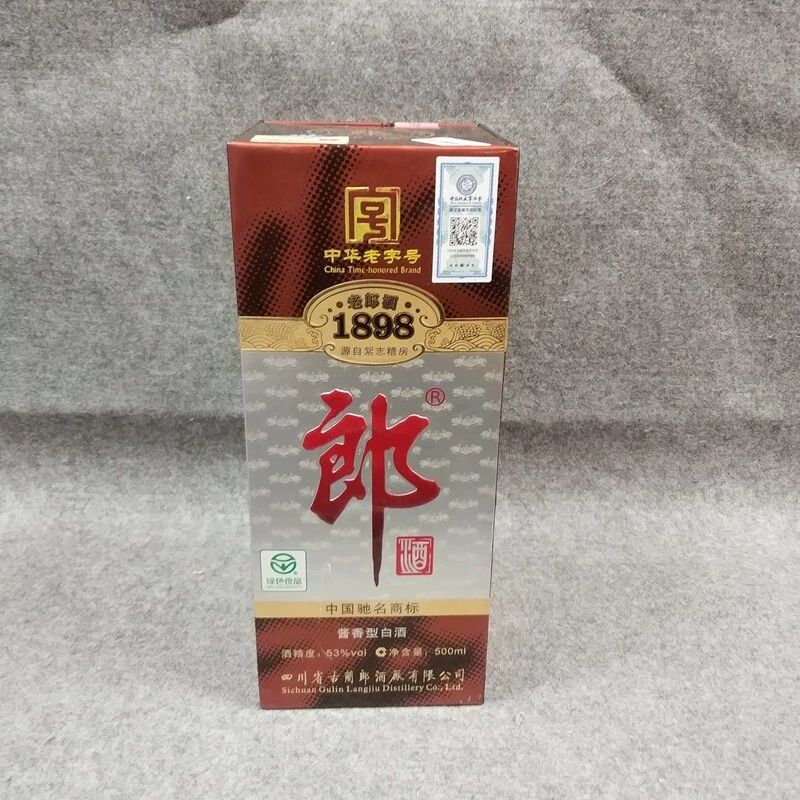 中华老字号
China Time-honored Brand
老郎酒
1898
源自絮志糟房
郎®
酒
绿色食品
中国驰名商标
酱香型白酒
酒精度：53%vol 净含量：500ml
四川省古蔺郎酒厂有限公司
Sichuan Gulin Langjiu Distillery Co., Ltd.